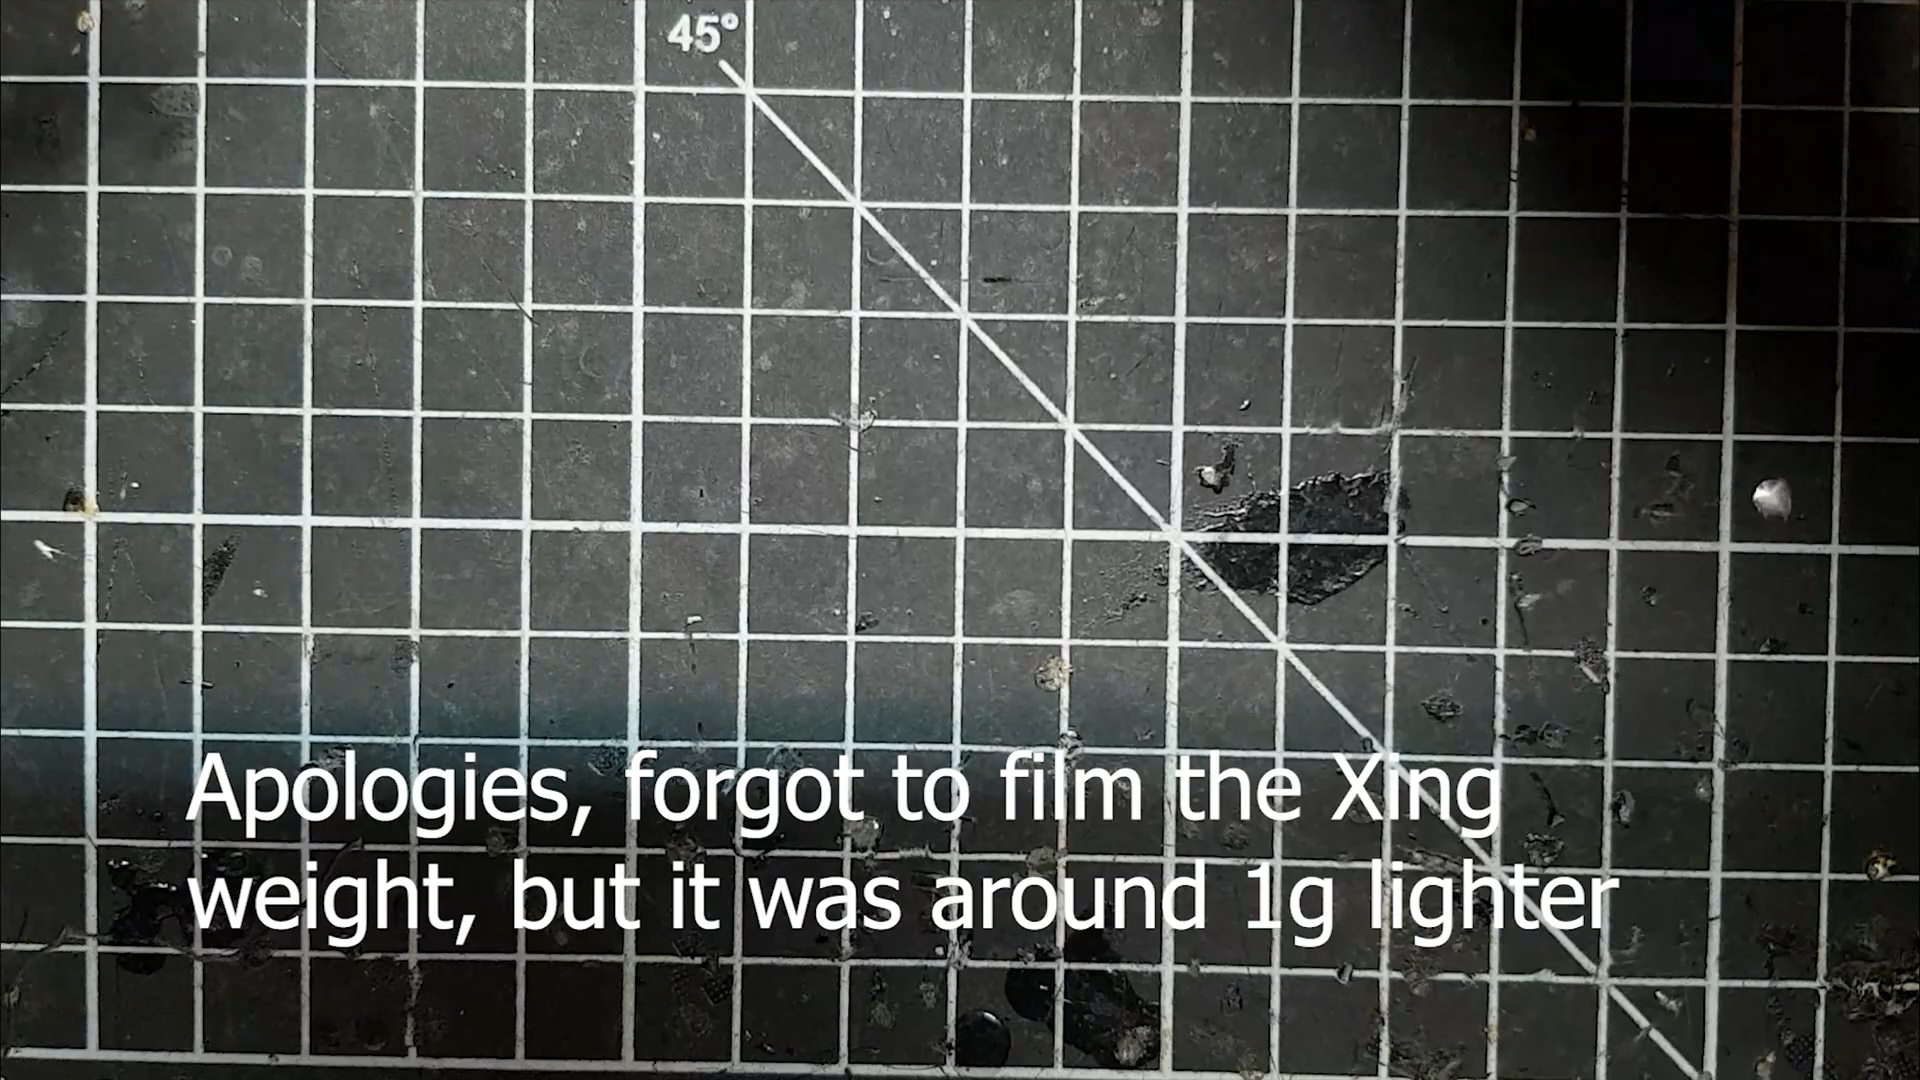 45°
Apologies, forgot to film the Xing
weight, but it was around 1g lighter